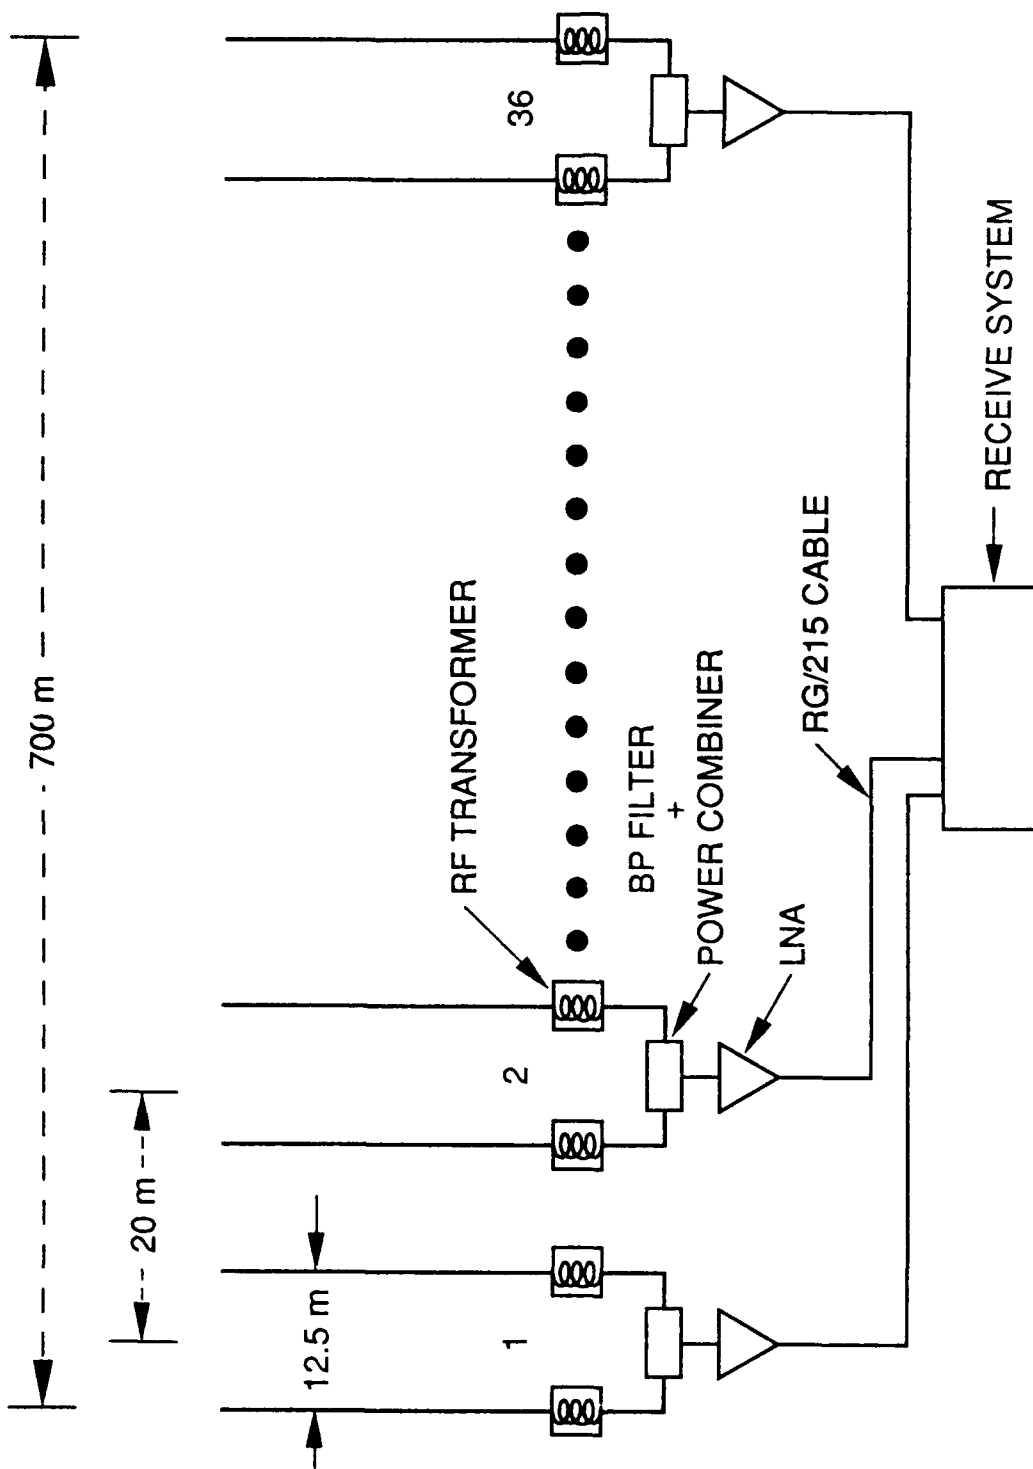 700 m
20 m
12.5 m
1
2
36
RF TRANSFORMER
BP FILTER
+
POWER COMBINER
LNA
RG/215 CABLE
RECEIVE SYSTEM